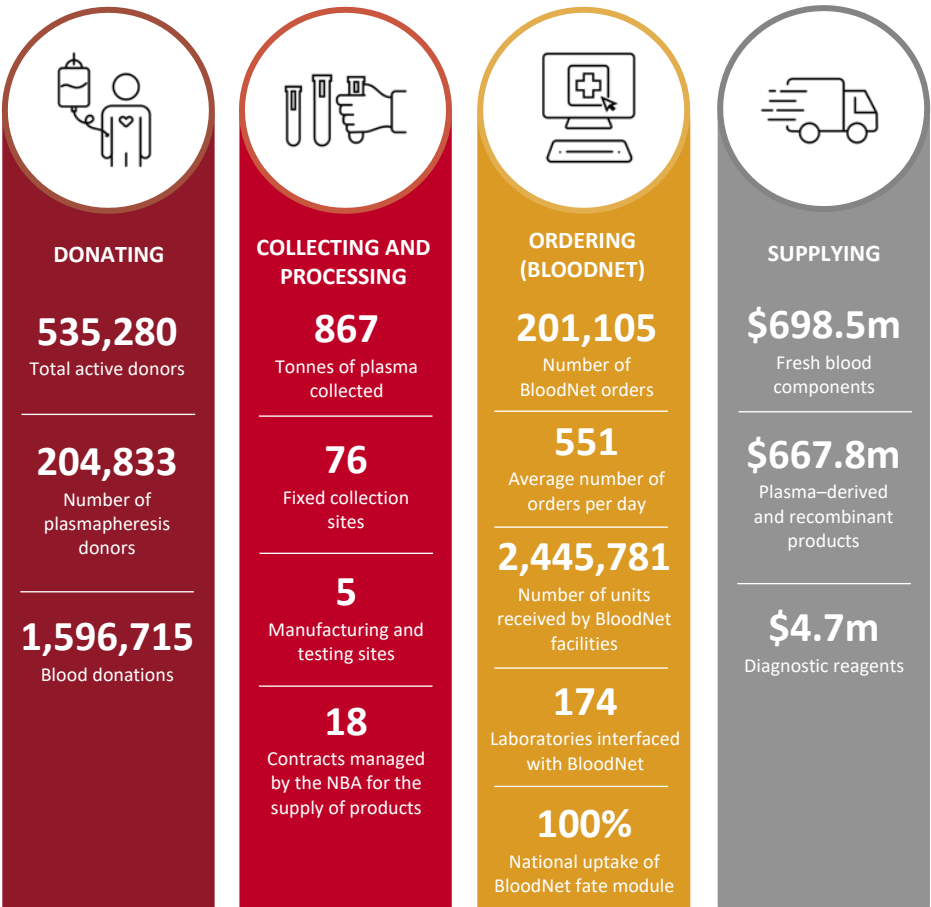 DONATING
535,280
Total active donors
204,833
Number of
plasmapheresis
donors
1,596,715
Blood donations
COLLECTING AND
PROCESSING
867
Tonnes of plasma
collected
76
Fixed collection
sites
5
Manufacturing and
testing sites
18
Contracts managed
by the NBA for the
supply of products
ORDERING
(BLOODNET)
201,105
Number of
BloodNet orders
551
Average number of
orders per day
2,445,781
Number of units
received by BloodNet
facilities
174
Laboratories interfaced
with BloodNet
100%
National uptake of
BloodNet fate module
SUPPLYING
$698.5m
Fresh blood
components
$667.8m
Plasma–derived
and recombinant
products
$4.7m
Diagnostic reagents